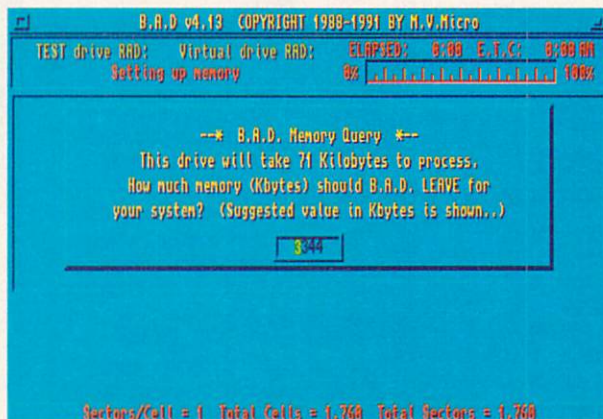 B.A.D v4.13 COPYRIGHT 1988-1991 BY M.V.Micro
TEST drive RAD: Virtual drive RAD: ELAPSED: 0:00 E.T.C: 0:00 AM
Setting up memory 0% 100%
--* B.A.D. Memory Query *--
This drive will take 71 Kilobytes to process.
How much memory (Kbytes) should B.A.D. LEAVE for
your system? (Suggested value in Kbytes is shown..)
3844
Sectors/Cell = 1 Total Cells = 1,760 Total Sectors = 1,760